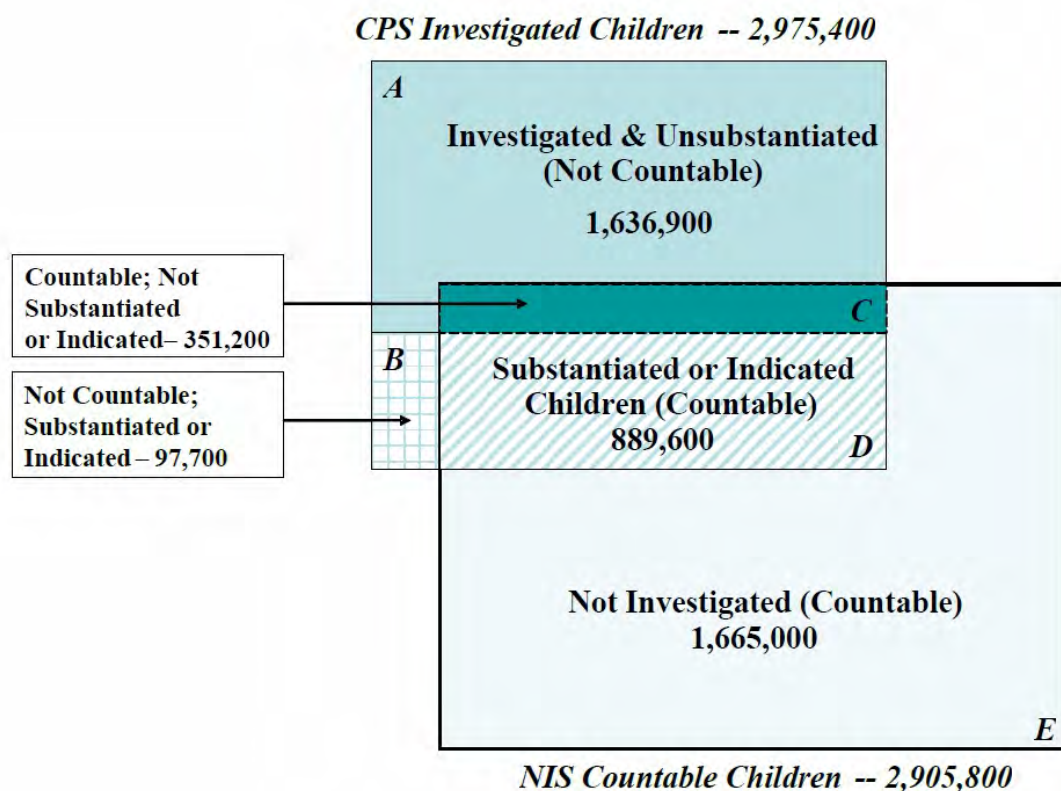 CPS Investigated Children -- 2,975,400
A
Investigated & Unsubstantiated
(Not Countable)
1,636,900
Countable; Not
Substantiated
or Indicated– 351,200
C
B
Not Countable;
Substantiated or
Indicated – 97,700
Substantiated or Indicated
Children (Countable)
889,600
D
Not Investigated (Countable)
1,665,000
E
NIS Countable Children -- 2,905,800